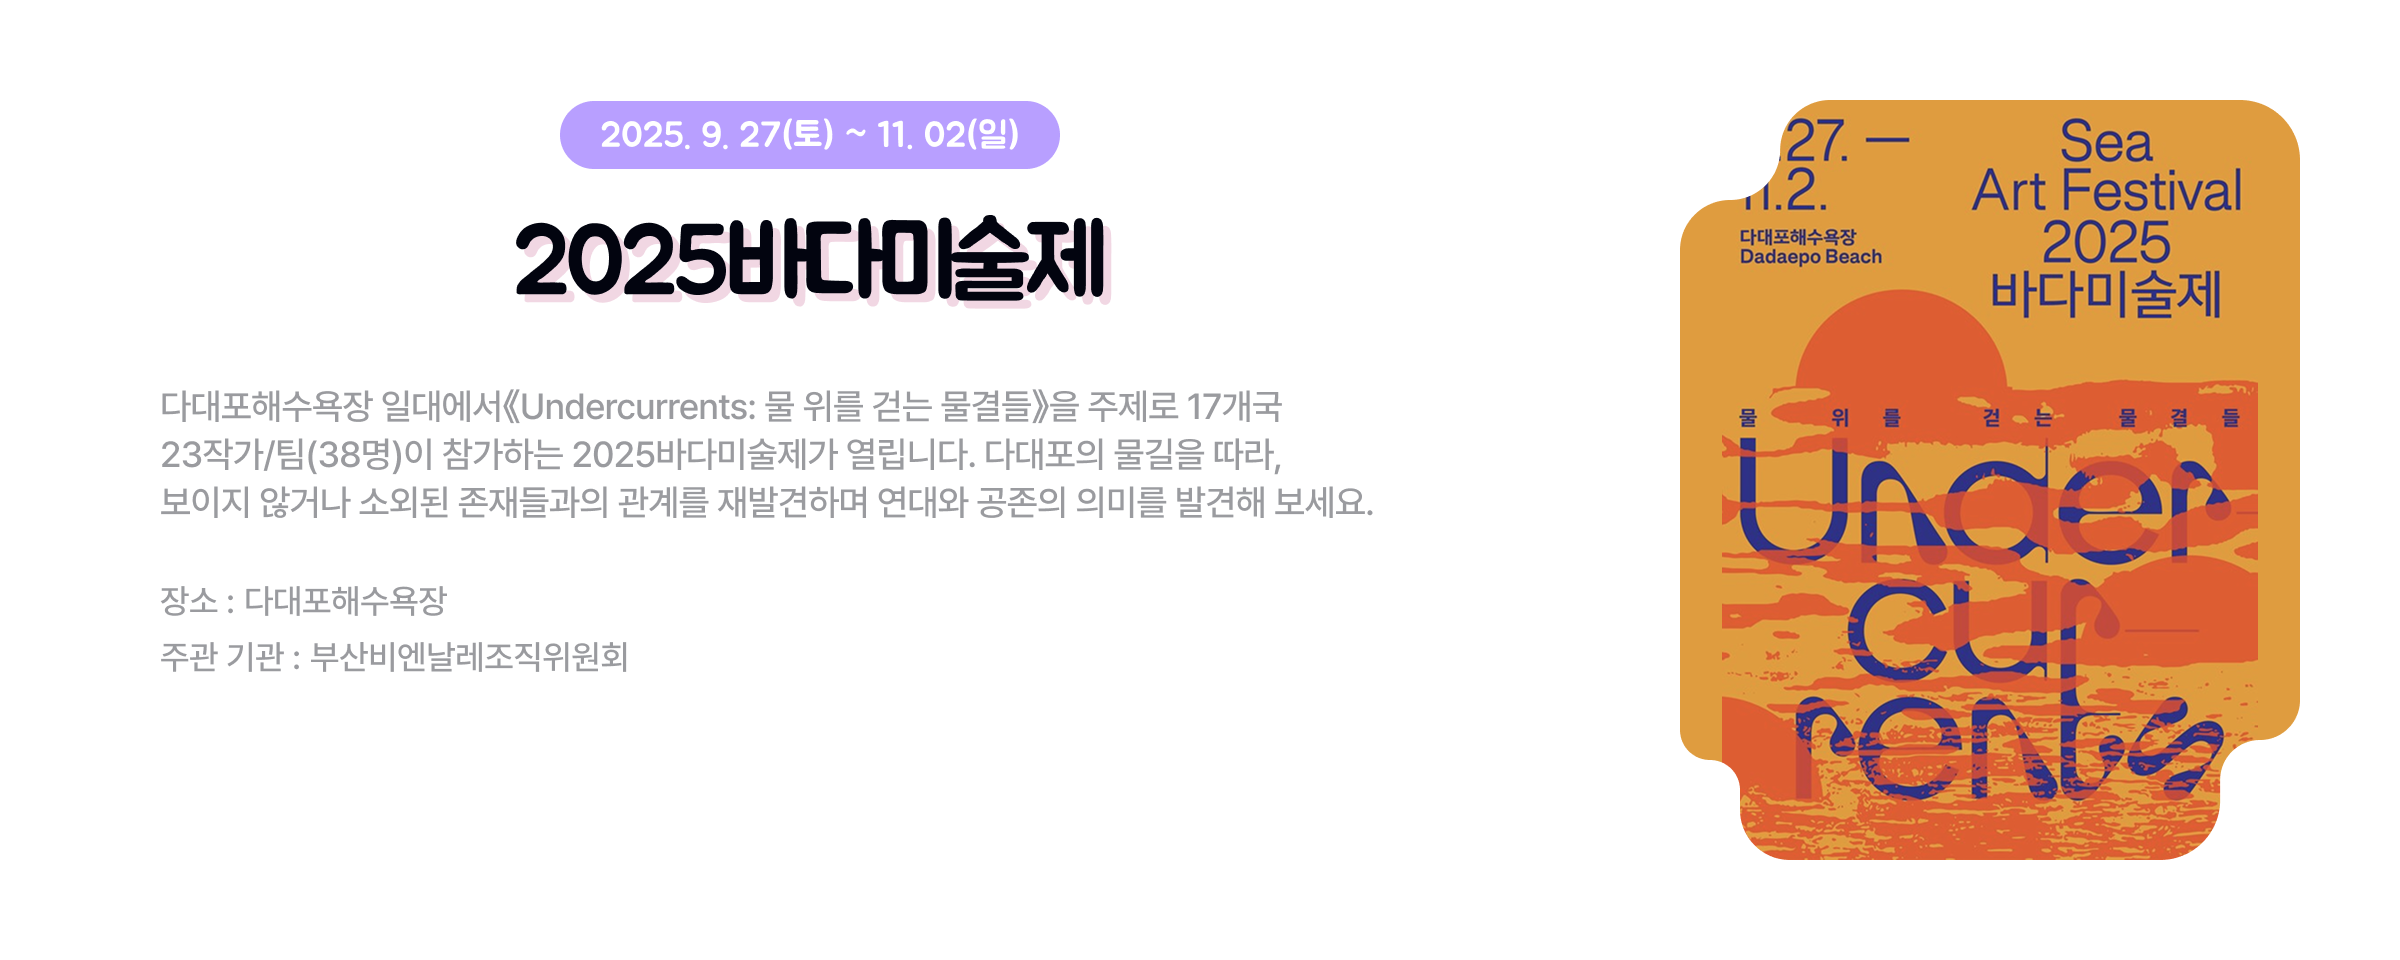 2025. 9. 27(토) ~ 11. 02(일)
2025바다미술제
다대포해수욕장 일대에서《Undercurrents: 물 위를 걷는 물결들》을 주제로 17개국
23작가/팀(38명)이 참가하는 2025바다미술제가 열립니다. 다대포의 물길을 따라,
보이지 않거나 소외된 존재들과의 관계를 재발견하며 연대와 공존의 의미를 발견해 보세요.
장소 : 다대포해수욕장
주관 기관 : 부산비엔날레조직위원회
.27. —
11.2.
다대포해수욕장
Dadaepo Beach
Sea
Art Festival
2025
바다미술제
물 위를 걷는 물결들
Under
cur
rents